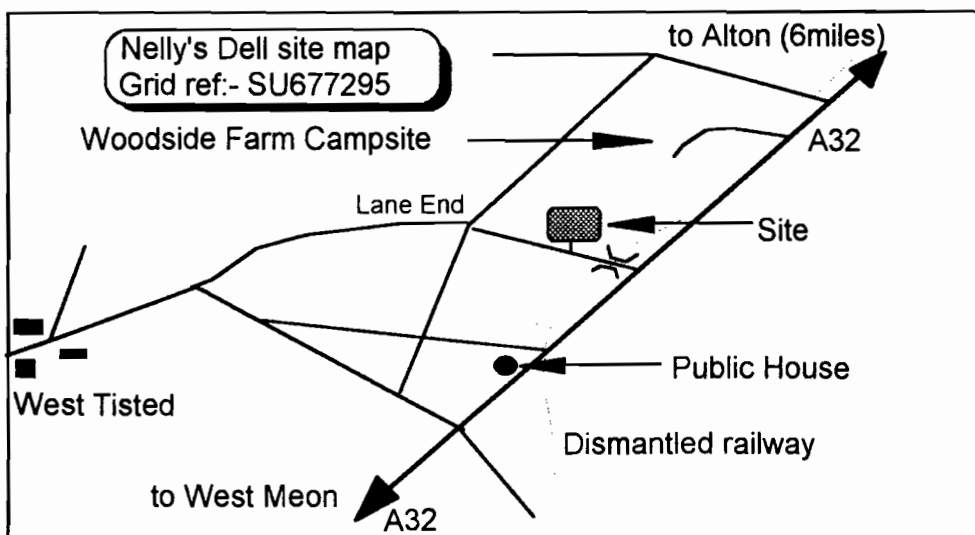 Nelly's Dell site map
Grid ref:- SU677295
to Alton (6miles)
Woodside Farm Campsite
A32
Lane End
Site
Public House
West Tisted
Dismantled railway
to West Meon
A32